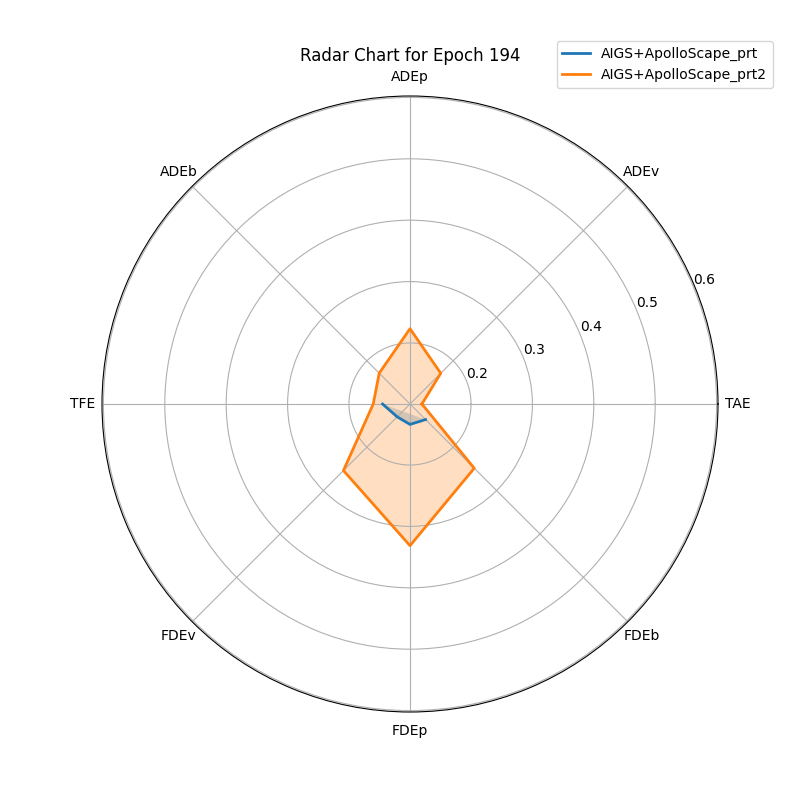 Radar Chart for Epoch 194
AIGS+ApolloScape_prt
AIGS+ApolloScape_prt2
ADEp
ADEb
ADEv
0.6
0.5
0.4
0.3
0.2
TFE
TAE
FDEv
FDEb
FDEp